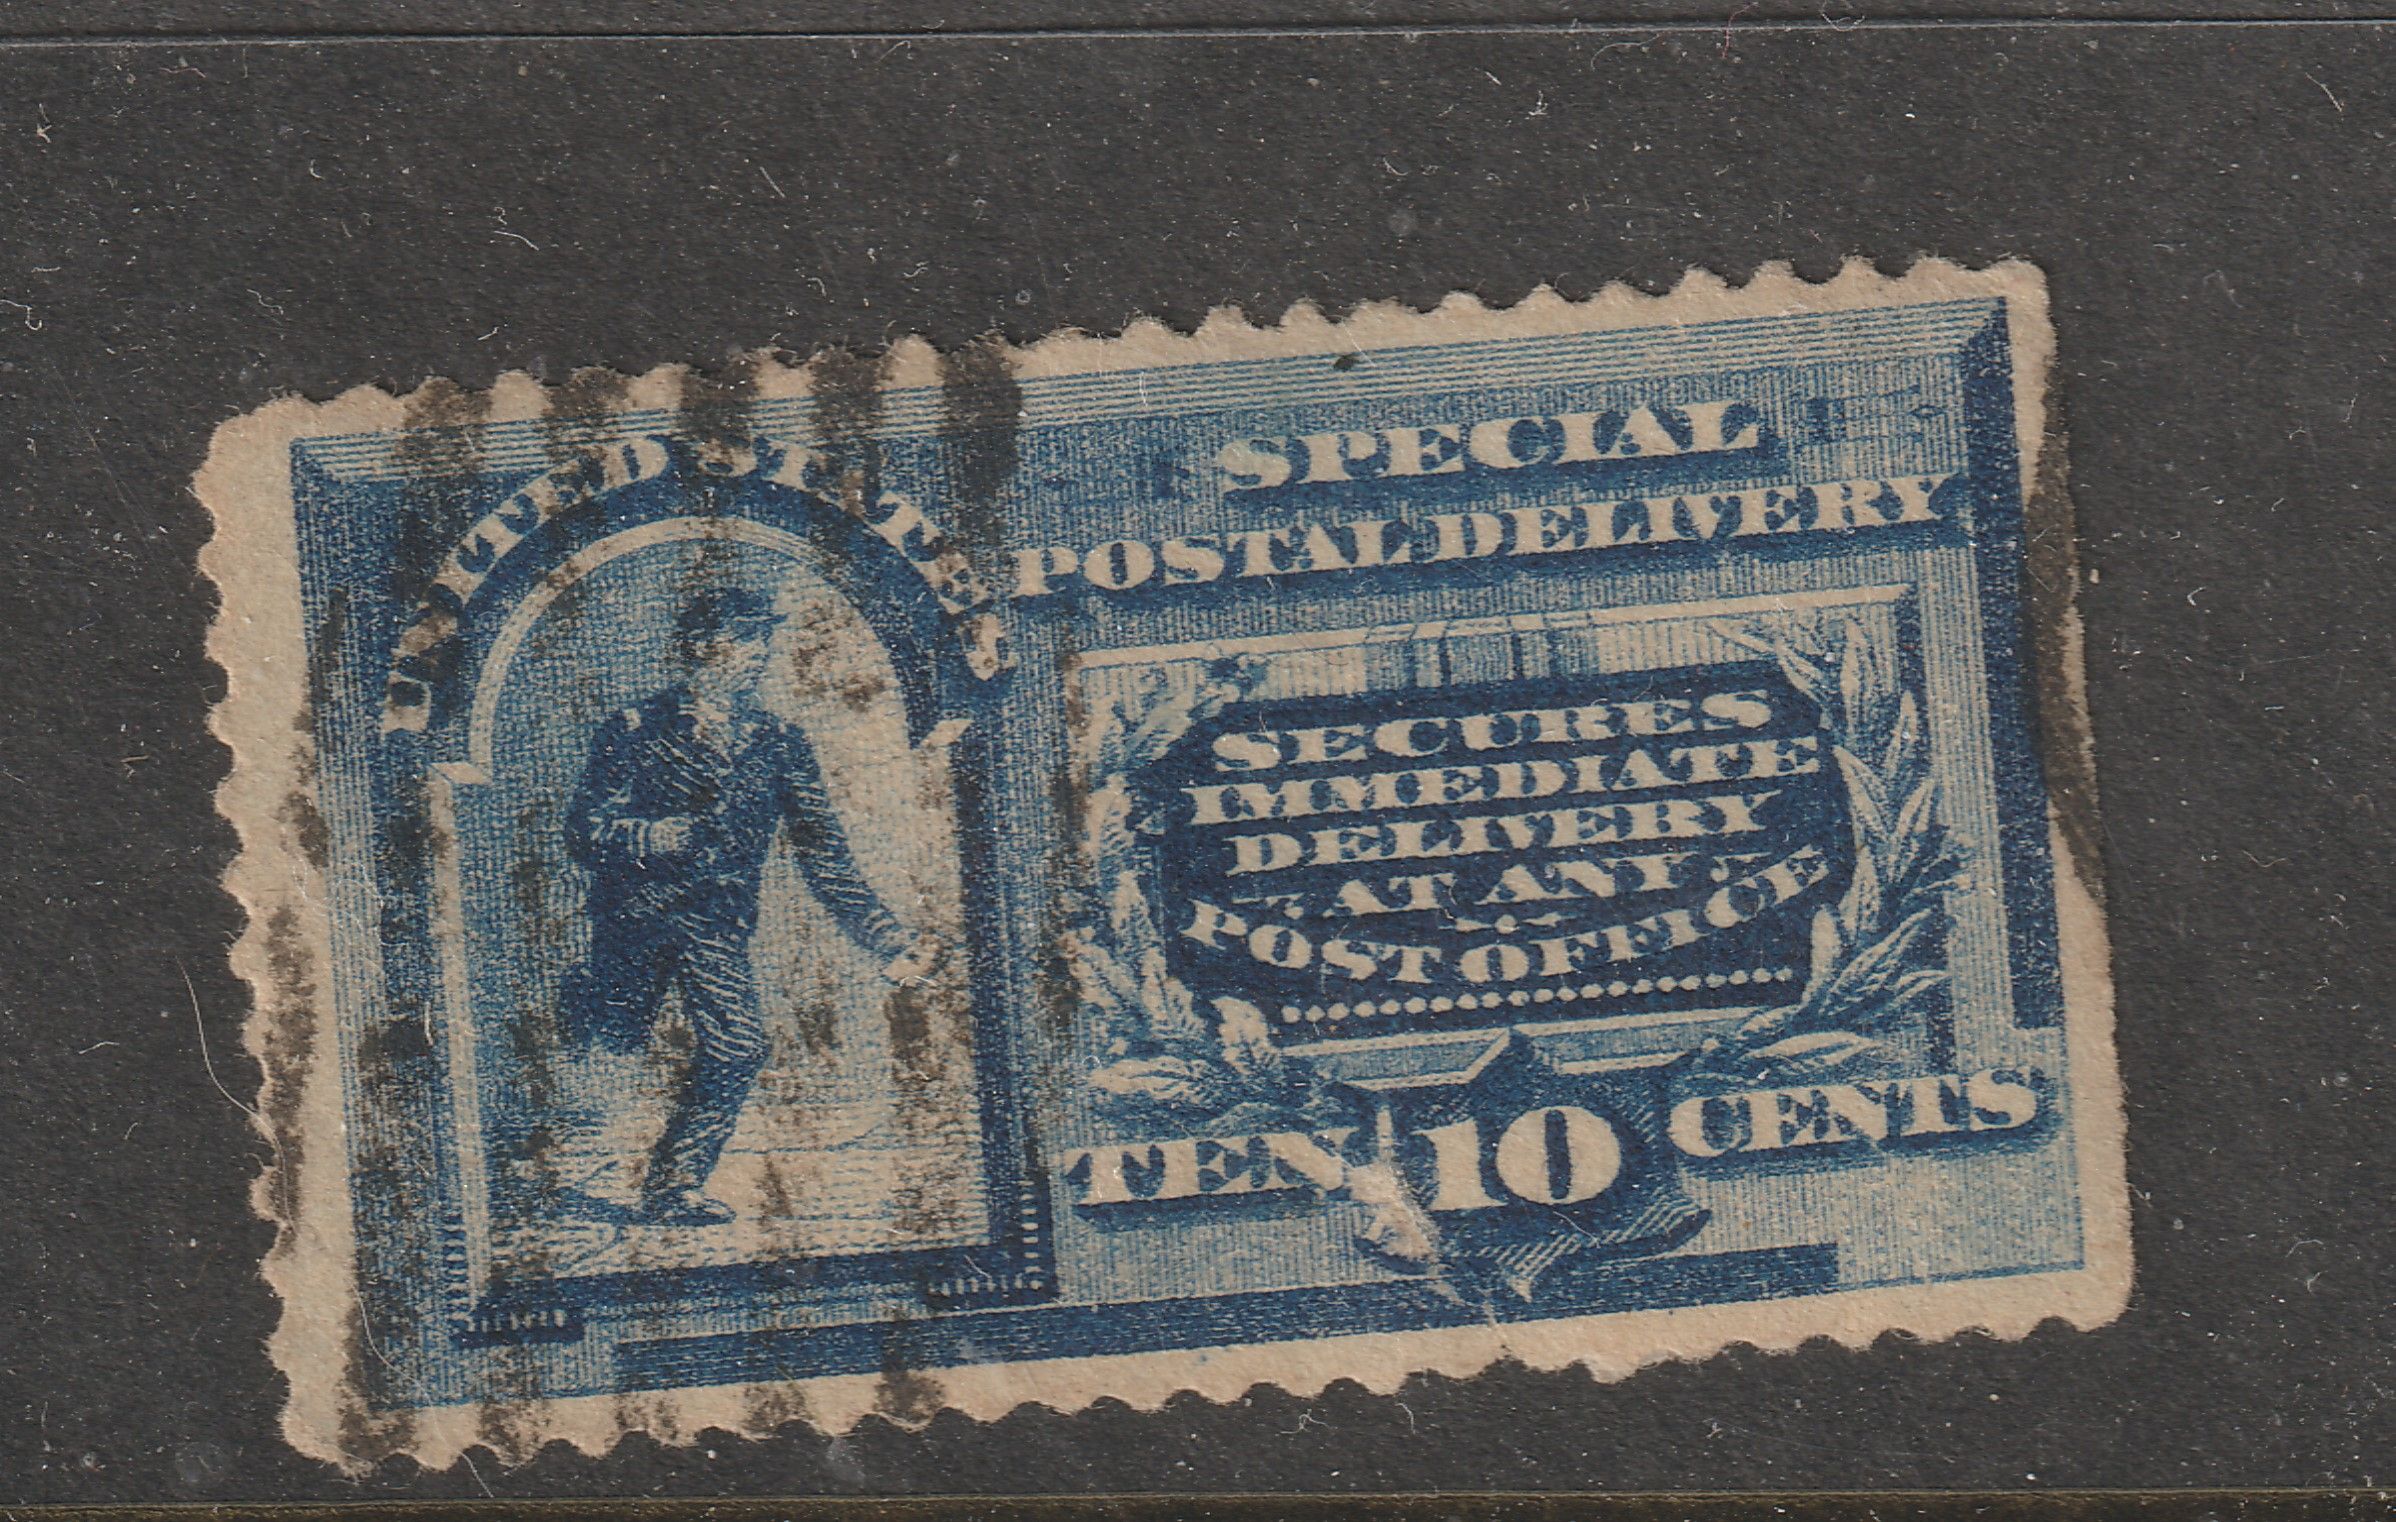 UNITED STATES
SPECIAL
POSTAL DELIVERY
SECURES
IMMEDIATE
DELIVERY
AT ANY
POST OFFICE
TEN 10 CENTS